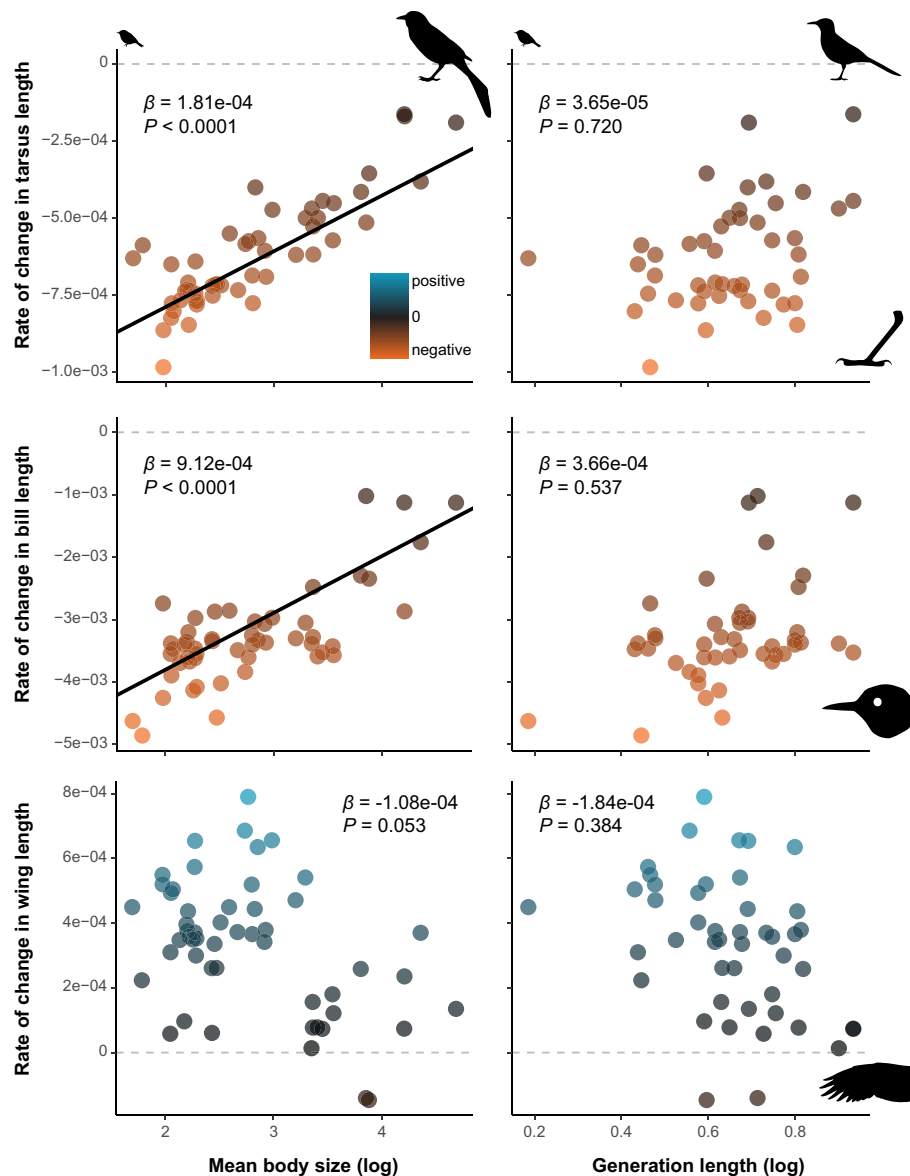 0
−2.5e−04
−5.0e−04
−7.5e−04
−1.0e−03
Rate of change in tarsus length
β = 1.81e-04
P < 0.0001
positive
0
negative
β = 3.65e-05
P = 0.720
0
−1e−03
−2e−03
−3e−03
−4e−03
−5e−03
Rate of change in bill length
β = 9.12e-04
P < 0.0001
β = 3.66e-04
P = 0.537
8e−04
6e−04
4e−04
2e−04
0
Rate of change in wing length
β = -1.08e-04
P = 0.053
β = -1.84e-04
P = 0.384
2 3 4
Mean body size (log)
0.2 0.4 0.6 0.8
Generation length (log)